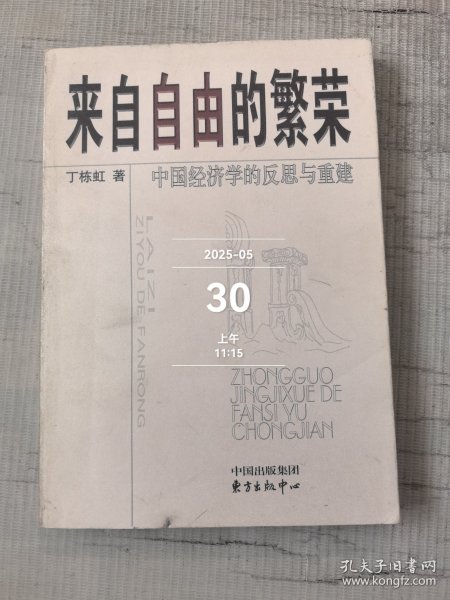 来自自由的繁荣
丁栋虹 著
中国经济学的反思与重建
LAIZI
ZIYOU DE FANRONG
2025-05
30
上午
11:15
ZHONGGUO
JINGJIXUE DE
FANSI YU
CHONGJIAN
中国出版集团
东方出版中心
孔夫子旧书网
www.kongfz.com